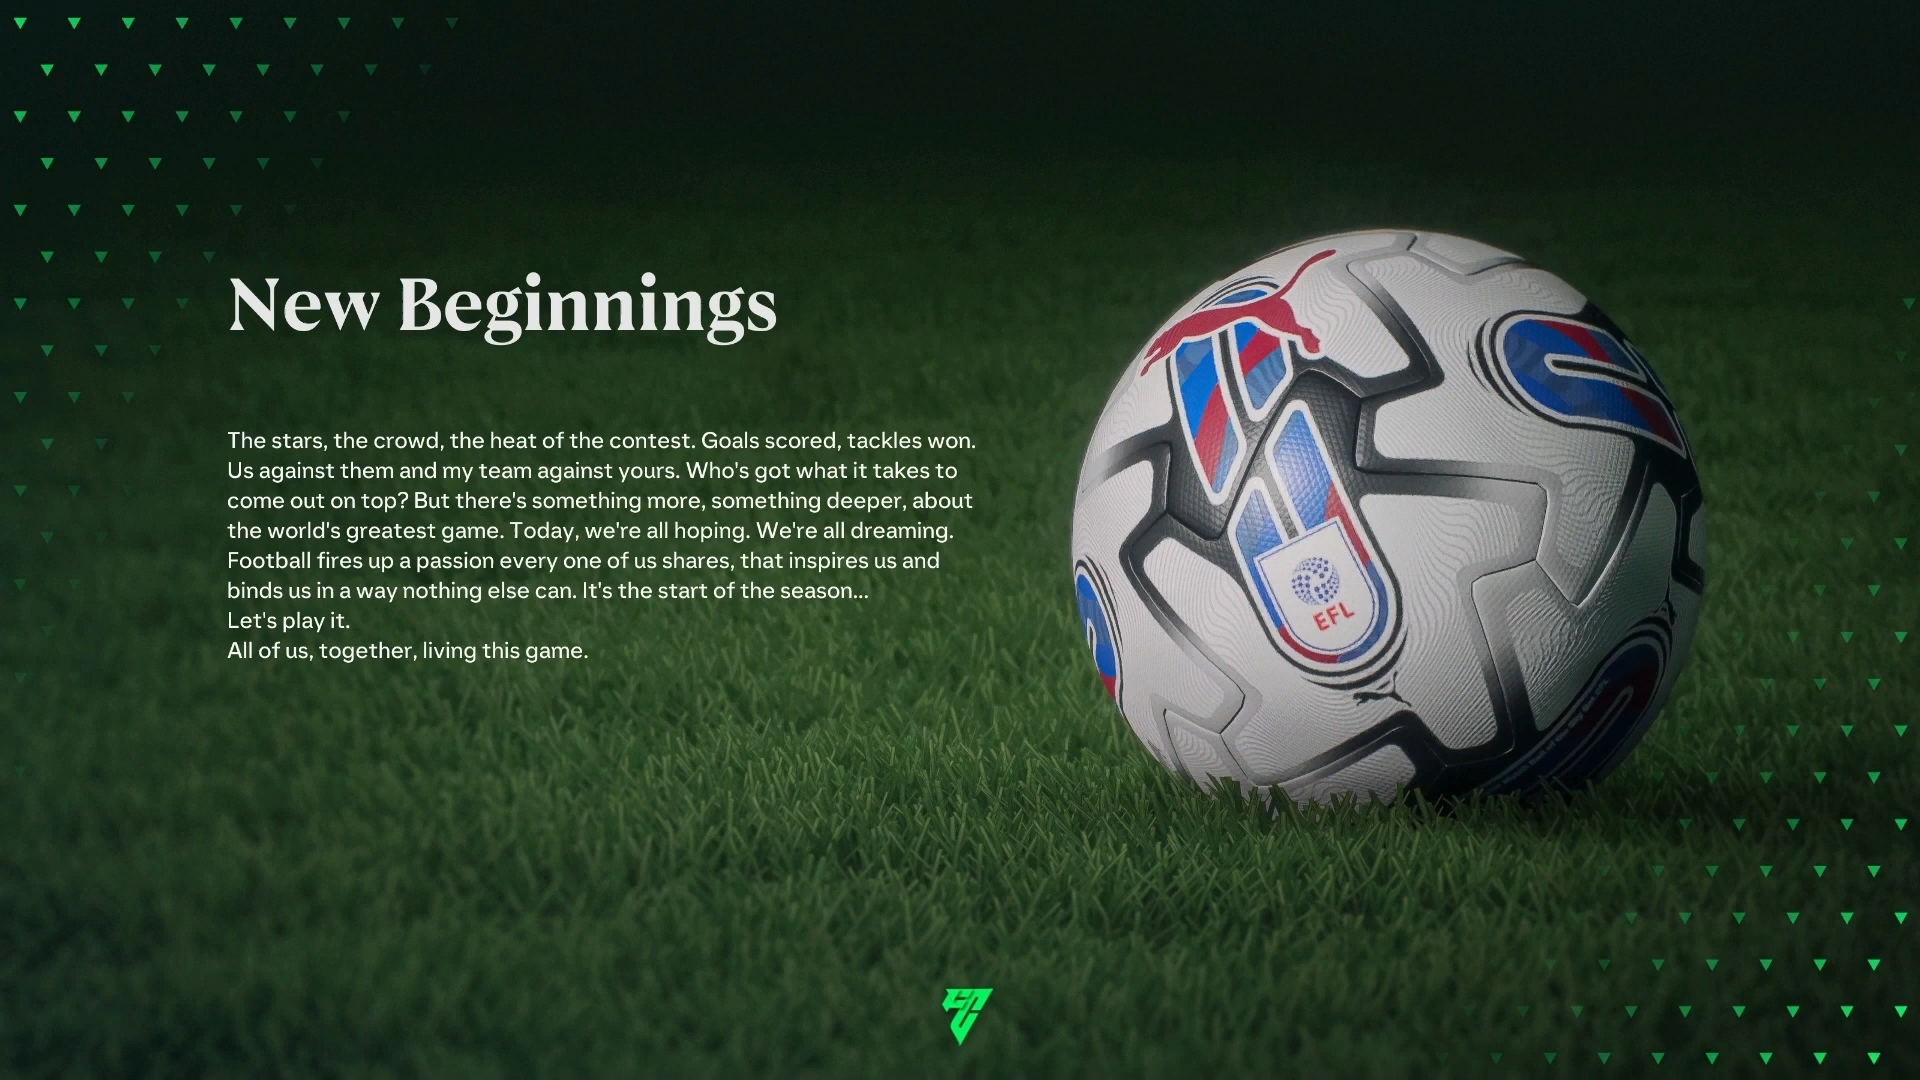 New Beginnings
The stars, the crowd, the heat of the contest. Goals scored, tackles won.
Us against them and my team against yours. Who's got what it takes to
come out on top? But there's something more, something deeper, about
the world's greatest game. Today, we're all hoping. We're all dreaming.
Football fires up a passion every one of us shares, that inspires us and
binds us in a way nothing else can. It's the start of the season...
Let's play it.
All of us, together, living this game.
EFL